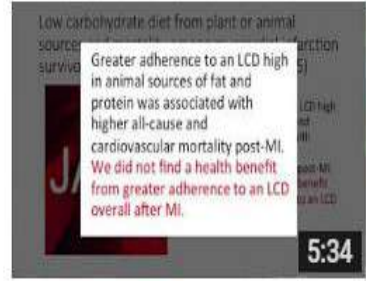 Low carbohydrate diet from plant or animal
Greater adherence to an LCD high
in animal sources of fat and
protein was associated with
higher all-cause and
cardiovascular mortality post-MI.
We did not find a health benefit
from greater adherence to an LCD
overall after MI.
5:34